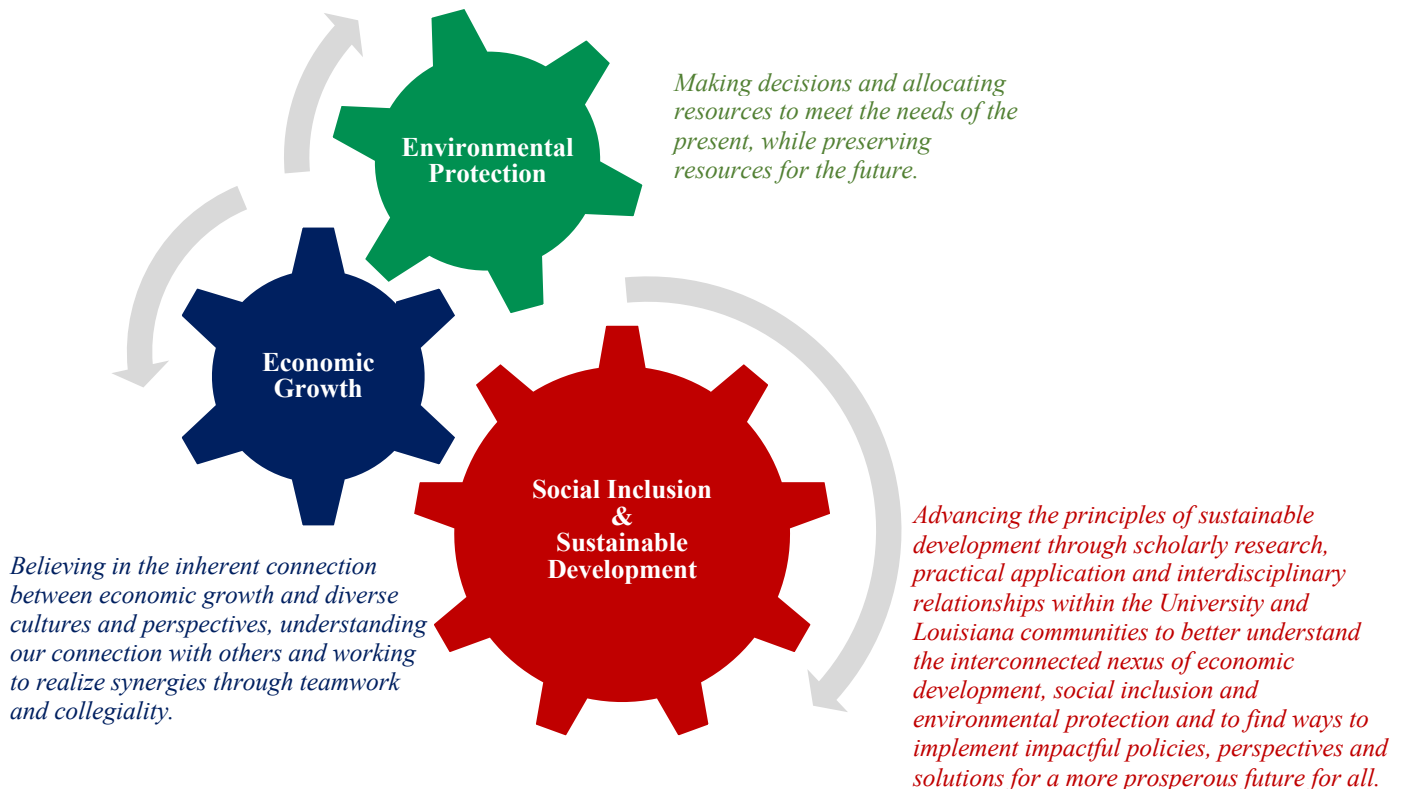 Making decisions and allocating
resources to meet the needs of the
present, while preserving
resources for the future.
Environmental
Protection
Economic
Growth
Social Inclusion
&
Sustainable
Development
Believing in the inherent connection
between economic growth and diverse
cultures and perspectives, understanding
our connection with others and working
to realize synergies through teamwork
and collegiality.
Advancing the principles of sustainable
development through scholarly research,
practical application and interdisciplinary
relationships within the University and
Louisiana communities to better understand
the interconnected nexus of economic
development, social inclusion and
environmental protection and to find ways to
implement impactful policies, perspectives and
solutions for a more prosperous future for all.